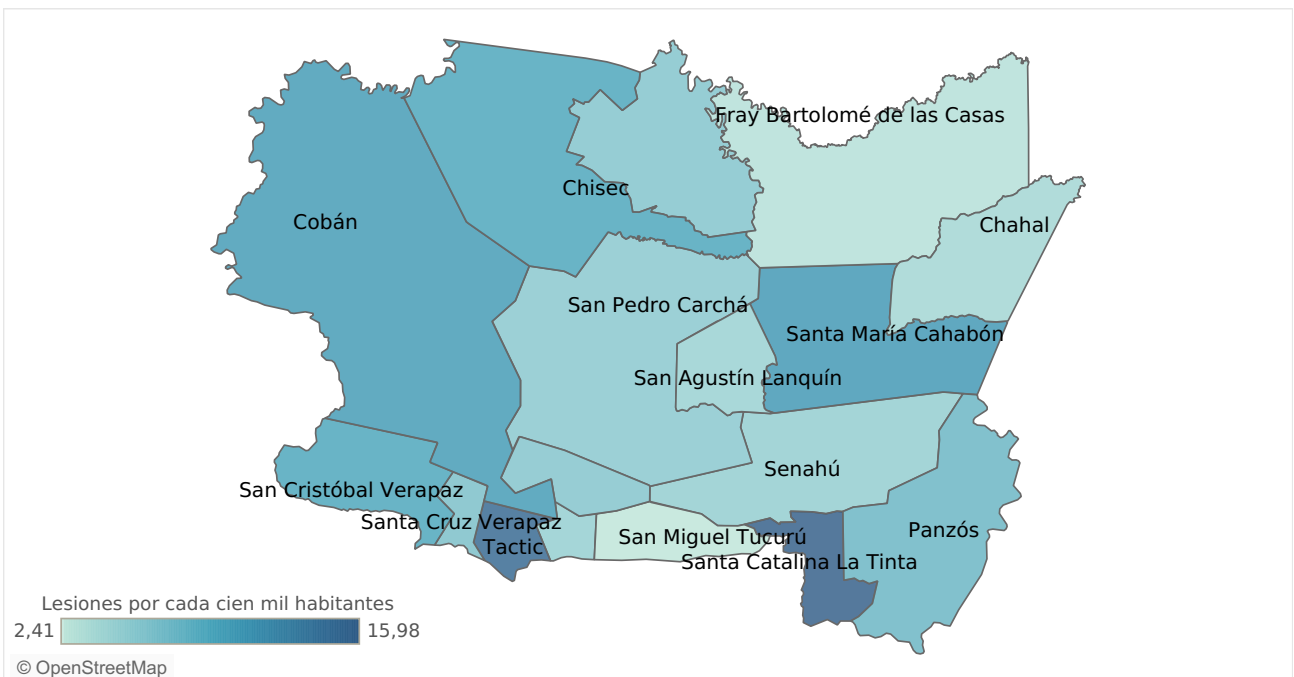 Fray Bartolomé de las Casas
Chisec
Cobán
Chahal
San Pedro Carchá
Santa María Cahabón
San Agustín Lanquín
Senahú
San Cristóbal Verapaz
Santa Cruz Verapaz
Panzós
San Miguel Tucurú
Tactic
Santa Catalina La Tinta
Lesiones por cada cien mil habitantes
2,41 15,98
© OpenStreetMap